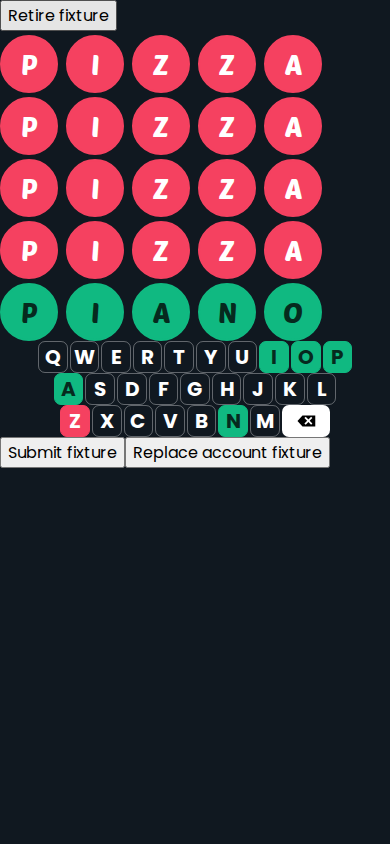 Retire fixture
P I Z Z A
P I Z Z A
P I Z Z A
P I Z Z A
P I A N O
Q W E R T Y U I O P
A S D F G H J K L
Z X C V B N M
Submit fixture Replace account fixture